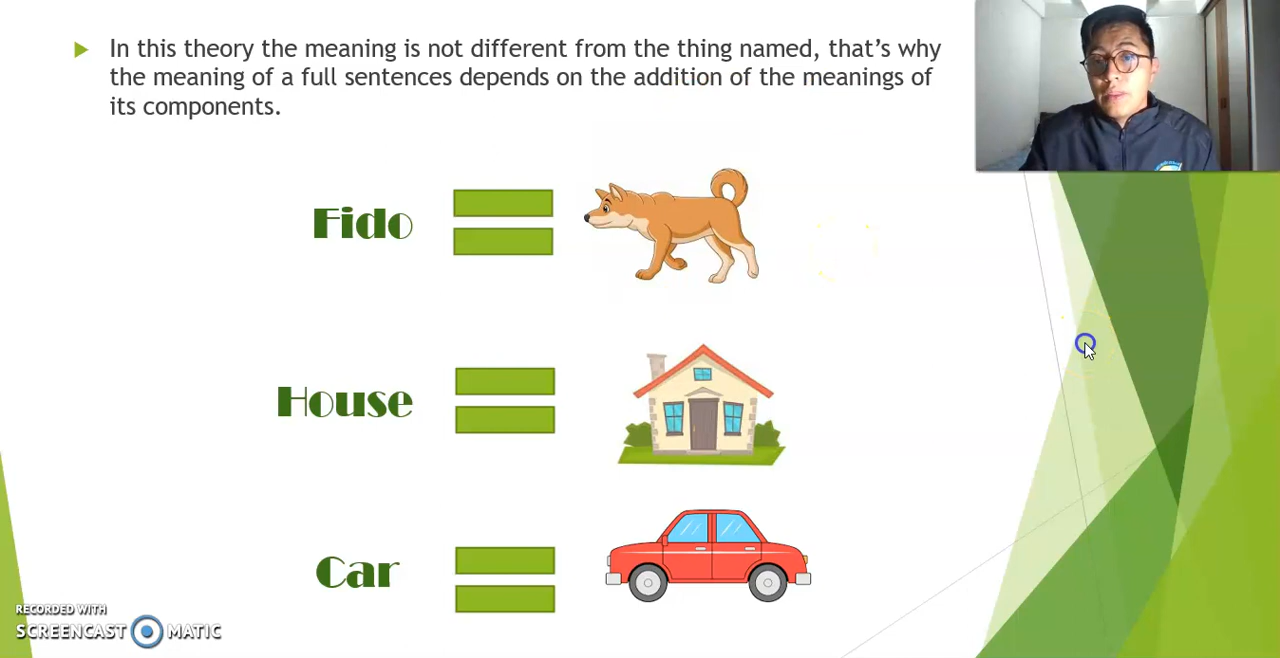 In this theory the meaning is not different from the thing named, that's why
the meaning of a full sentences depends on the addition of the meanings of
its components.
Fido
House
Car
RECORDED WITH
SCREENCAST MATIC